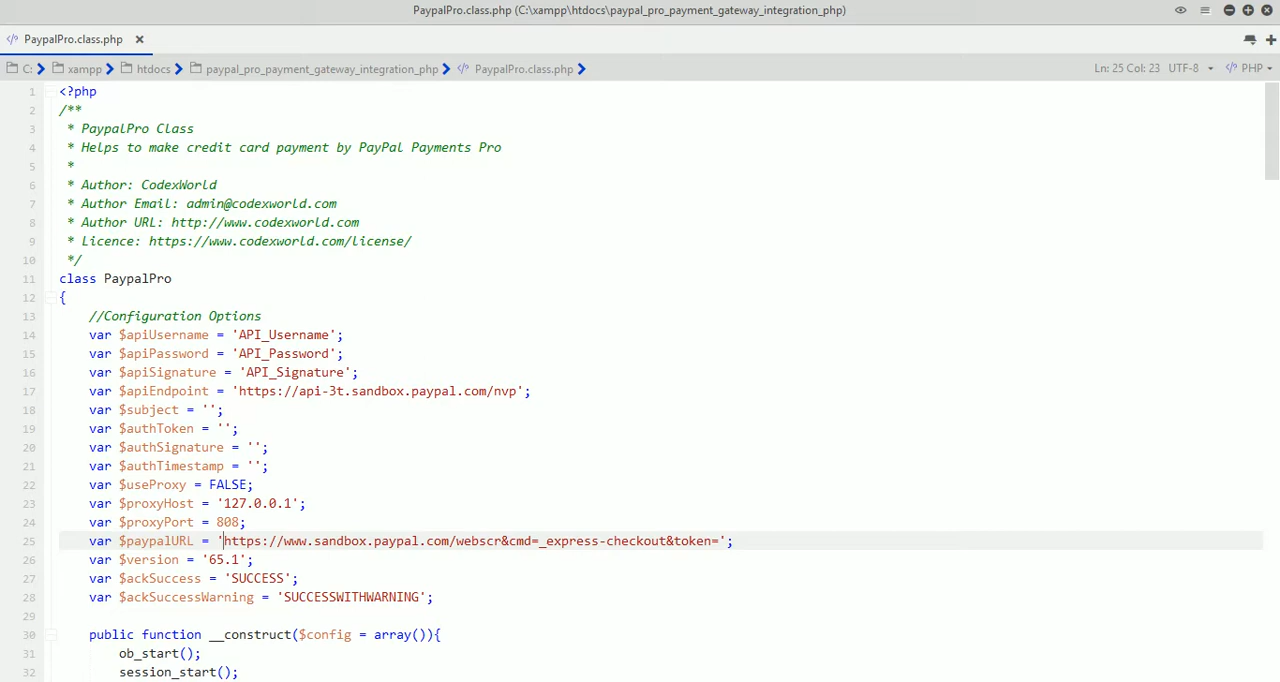 PaypalPro.class.php (C:\xampp\htdocs\paypal_pro_payment_gateway_integration_php)
PaypalPro.class.php
C: xampp htdocs paypal_pro_payment_gateway_integration_php PaypalPro.class.php Ln: 25 Col: 23 UTF-8 PHP
1 <?php
2 /**
3 * PaypalPro Class
4 * Helps to make credit card payment by PayPal Payments Pro
5 *
6 * Author: CodexWorld
7 * Author Email: admin@codexworld.com
8 * Author URL: http://www.codexworld.com
9 * Licence: https://www.codexworld.com/license/
10 */
11 class PaypalPro
12 {
13 //Configuration Options
14 var $apiUsername = 'API_Username';
15 var $apiPassword = 'API_Password';
16 var $apiSignature = 'API_Signature';
17 var $apiEndpoint = 'https://api-3t.sandbox.paypal.com/nvp';
18 var $subject = '';
19 var $authToken = '';
20 var $authSignature = '';
21 var $authTimestamp = '';
22 var $useProxy = FALSE;
23 var $proxyHost = '127.0.0.1';
24 var $proxyPort = 808;
25 var $paypalURL = 'https://www.sandbox.paypal.com/webscr&cmd=_express-checkout&token=';
26 var $version = '65.1';
27 var $ackSuccess = 'SUCCESS';
28 var $ackSuccessWarning = 'SUCCESSWITHWARNING';
29
30 public function __construct($config = array()){
31 ob_start();
32 session_start();